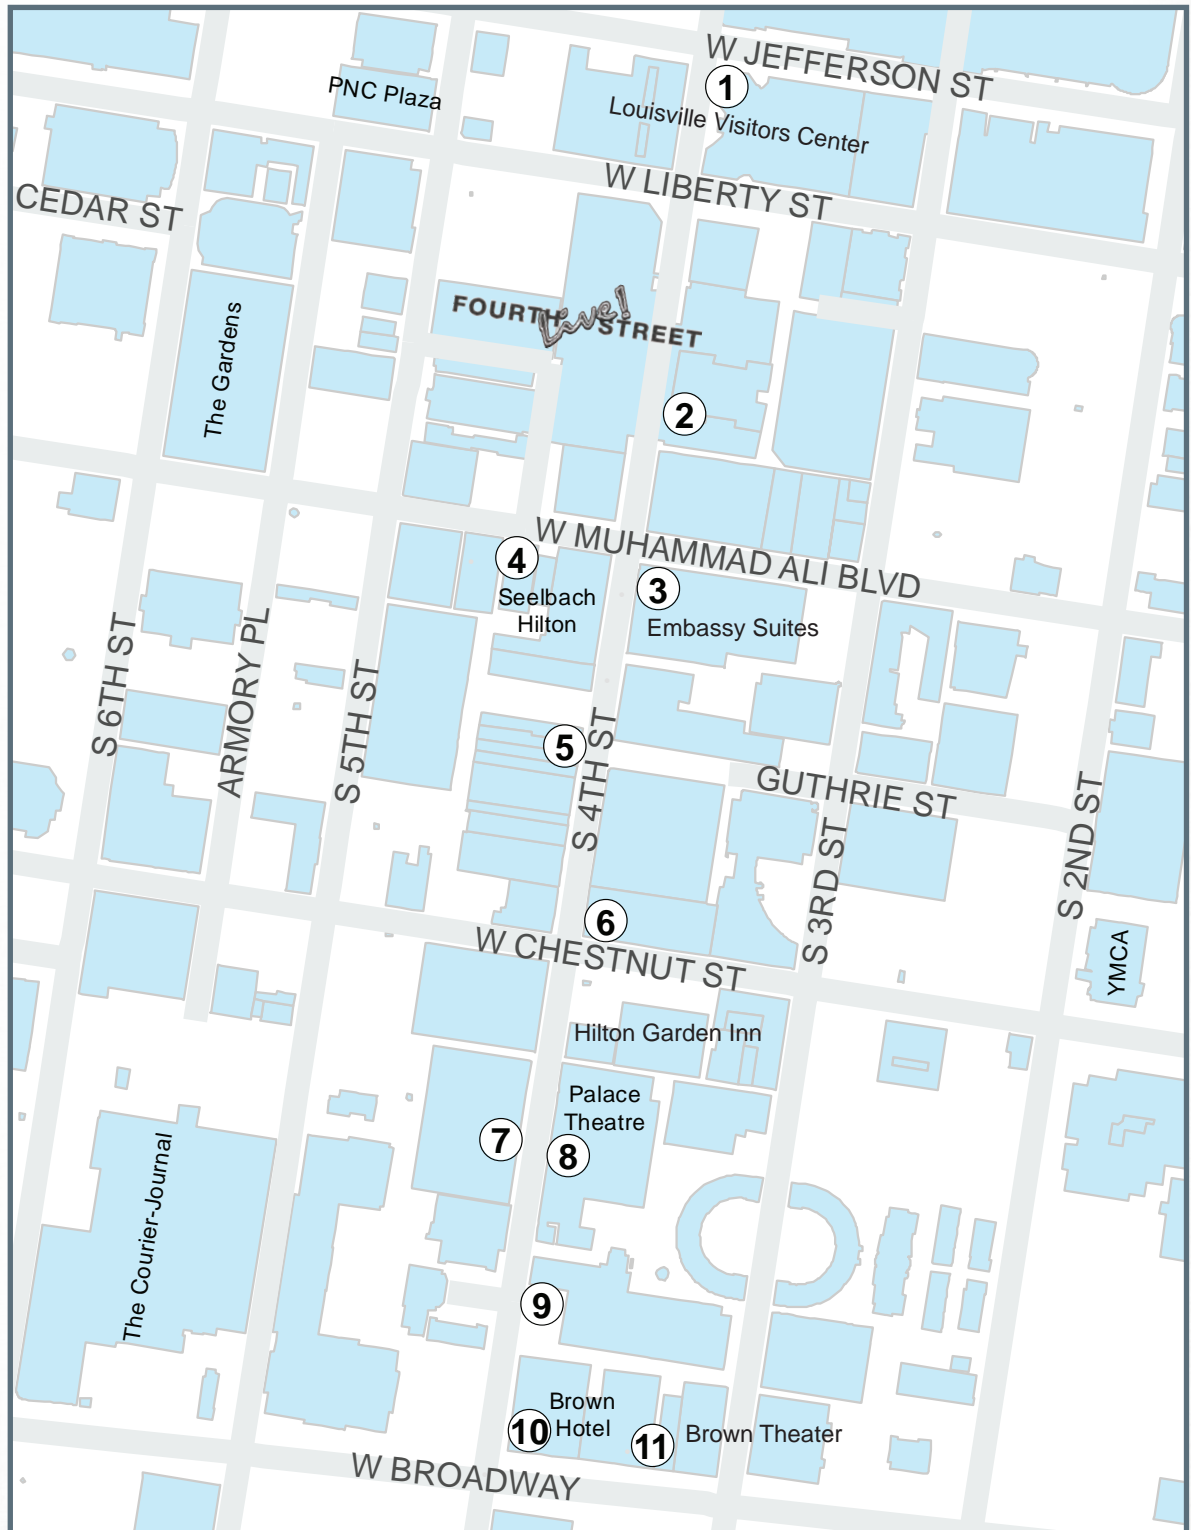 W JEFFERSON ST
1
PNC Plaza
Louisville Visitors Center
W LIBERTY ST
CEDAR ST
FOURTH Live! STREET
The Gardens
2
W MUHAMMAD ALI BLVD
4
Seelbach
Hilton
3
Embassy Suites
S 6TH ST
ARMORY PL
S 5TH ST
5
S 4TH ST
GUTHRIE ST
S 3RD ST
S 2ND ST
6
W CHESTNUT ST
YMCA
Hilton Garden Inn
Palace
Theatre
7
8
The Courier-Journal
9
Brown
Hotel
10
11
Brown Theater
W BROADWAY